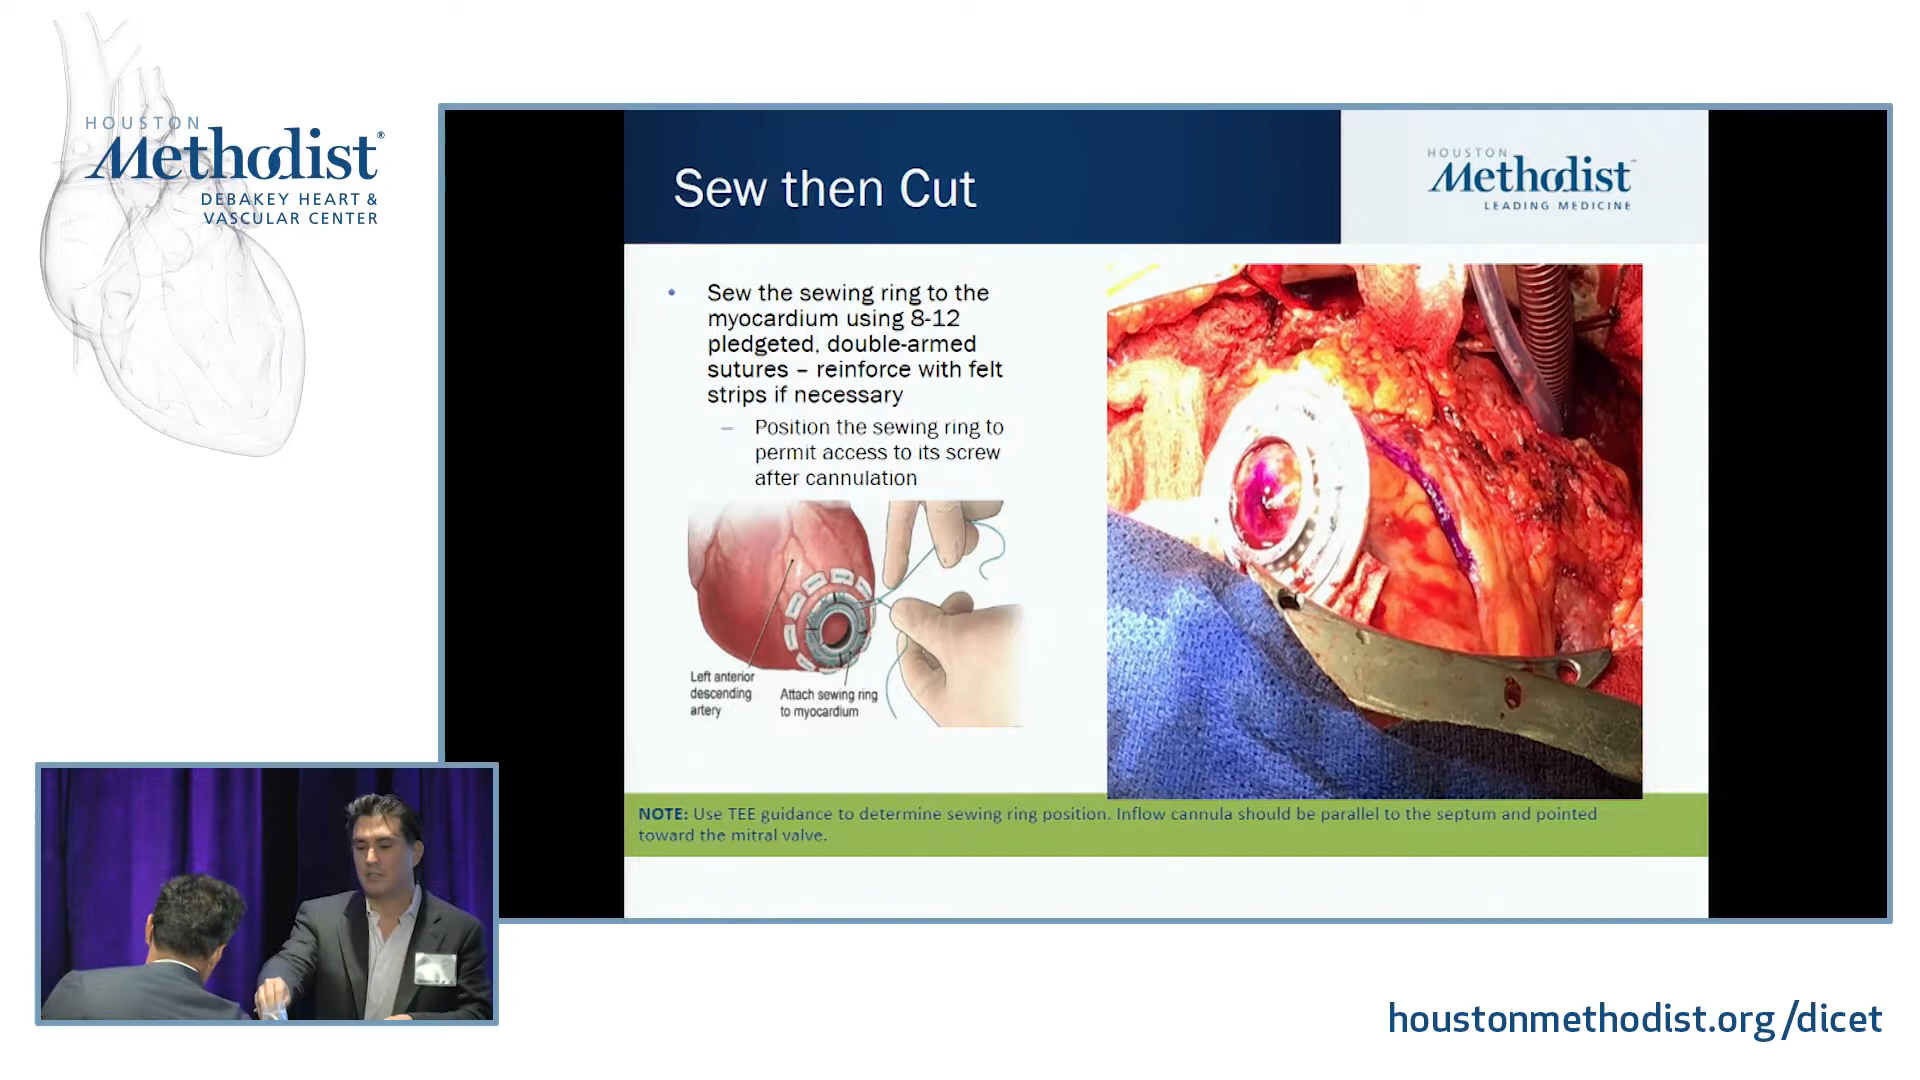 HOUSTON
Methodist®
DEBAKEY HEART &
VASCULAR CENTER
Sew then Cut
HOUSTON
Methodist
LEADING MEDICINE
• Sew the sewing ring to the
myocardium using 8-12
pledgeted, double-armed
sutures – reinforce with felt
strips if necessary
– Position the sewing ring to
permit access to its screw
after cannulation
Left anterior
descending
artery
Attach sewing ring
to myocardium
NOTE: Use TEE guidance to determine sewing ring position. Inflow cannula should be parallel to the septum and pointed
toward the mitral valve.
houstonmethodist.org/dicet